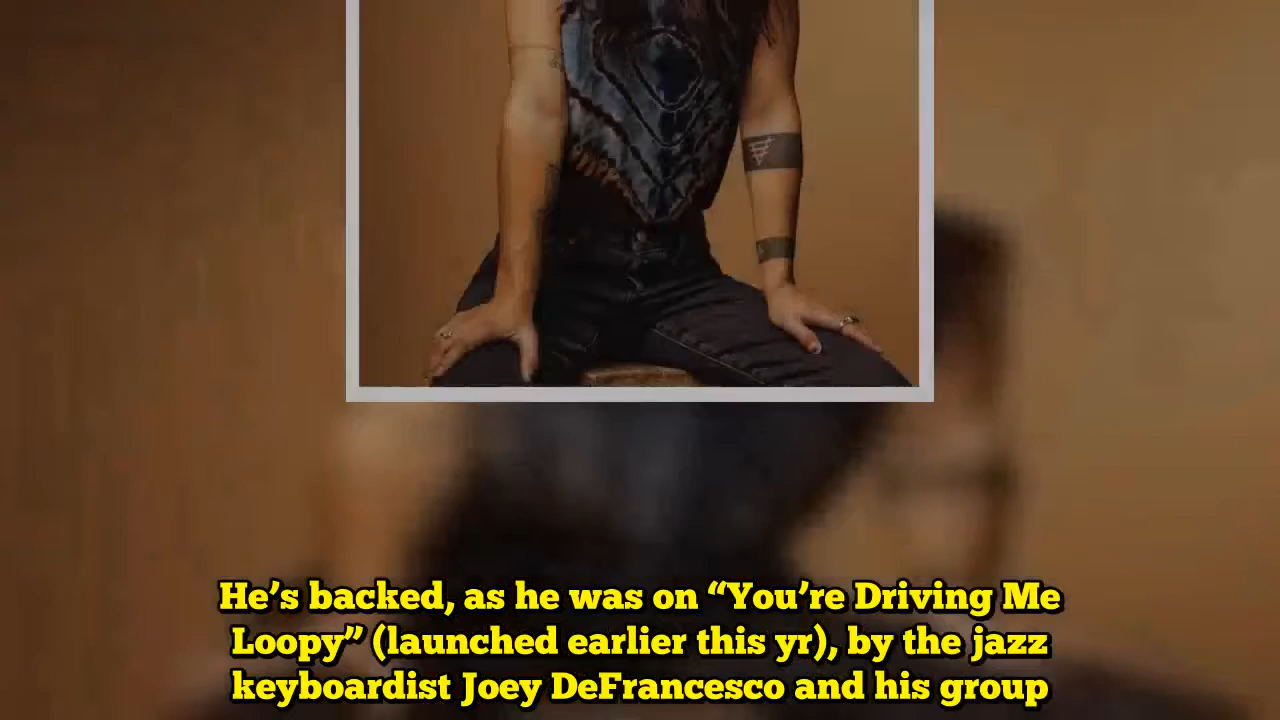 He’s backed, as he was on “You’re Driving Me
Loopy” (launched earlier this yr), by the jazz
keyboardist Joey DeFrancesco and his group